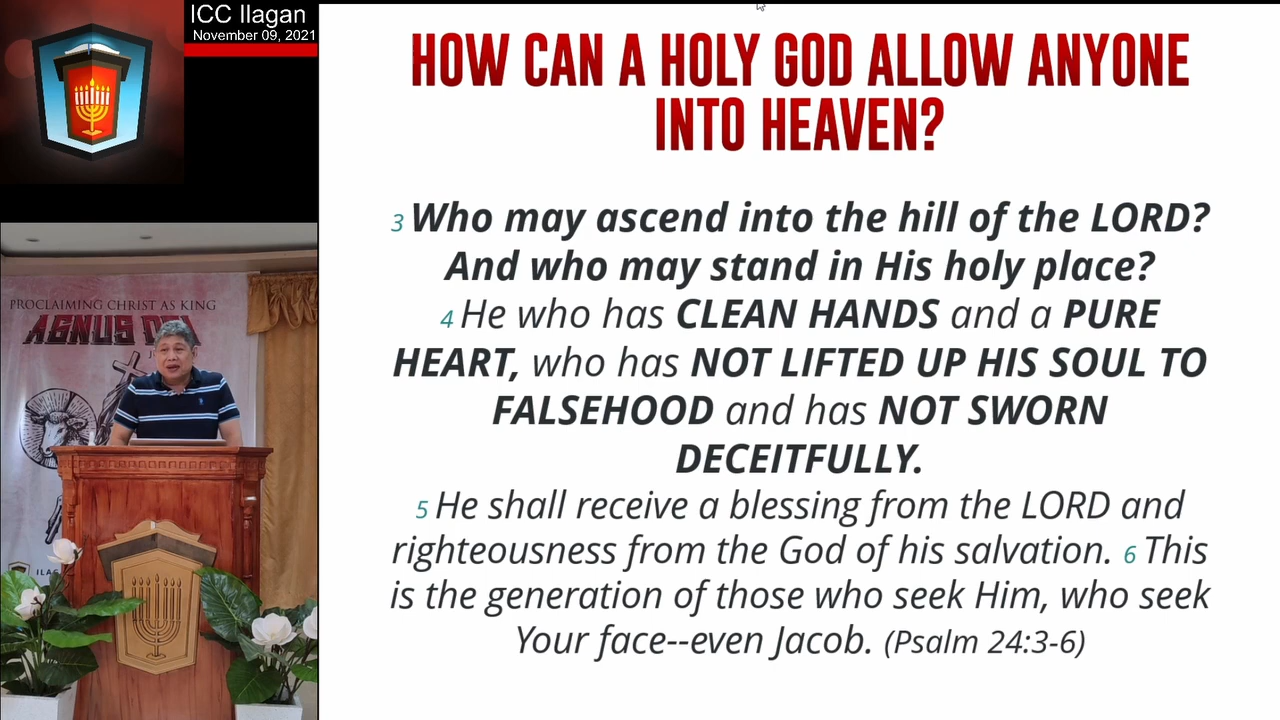 ICC Ilagan
November 09, 2021
HOW CAN A HOLY GOD ALLOW ANYONE
INTO HEAVEN?
3 Who may ascend into the hill of the LORD?
And who may stand in His holy place?
4 He who has CLEAN HANDS and a PURE
HEART, who has NOT LIFTED UP HIS SOUL TO
FALSEHOOD and has NOT SWORN
DECEITFULLY.
5 He shall receive a blessing from the LORD and
righteousness from the God of his salvation. 6 This
is the generation of those who seek Him, who seek
Your face--even Jacob. (Psalm 24:3-6)
PROCLAIMING CHRIST AS KING
AGNUS